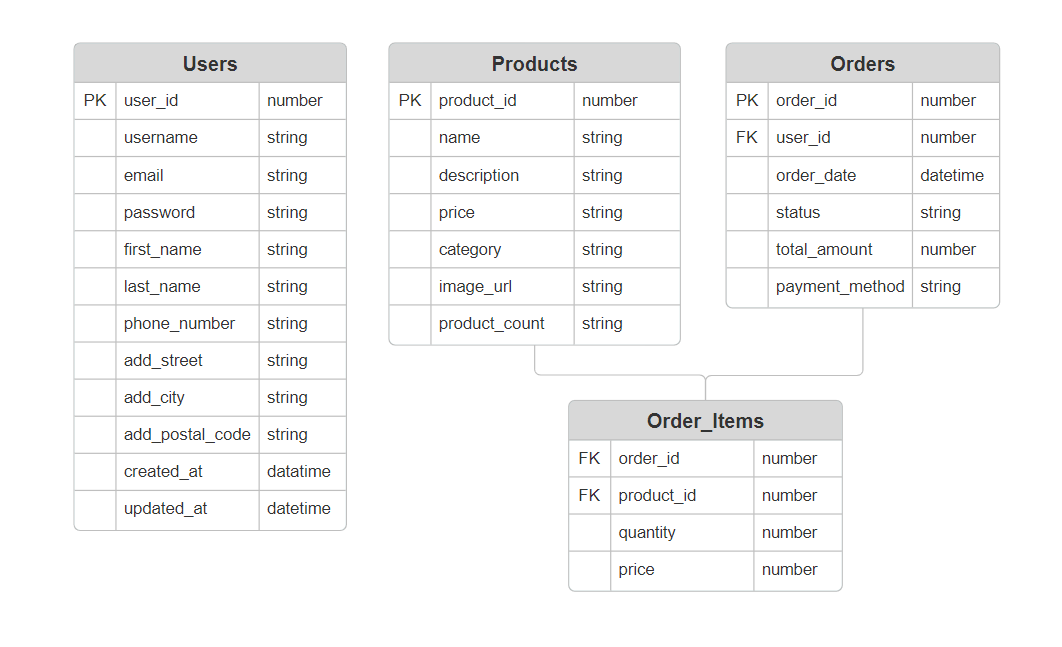 Users
PK user_id number
username string
email string
password string
first_name string
last_name string
phone_number string
add_street string
add_city string
add_postal_code string
created_at datatime
updated_at datetime
Products
PK product_id number
name string
description string
price string
category string
image_url string
product_count string
Orders
PK order_id number
FK user_id number
order_date datetime
status string
total_amount number
payment_method string
Order_Items
FK order_id number
FK product_id number
quantity number
price number